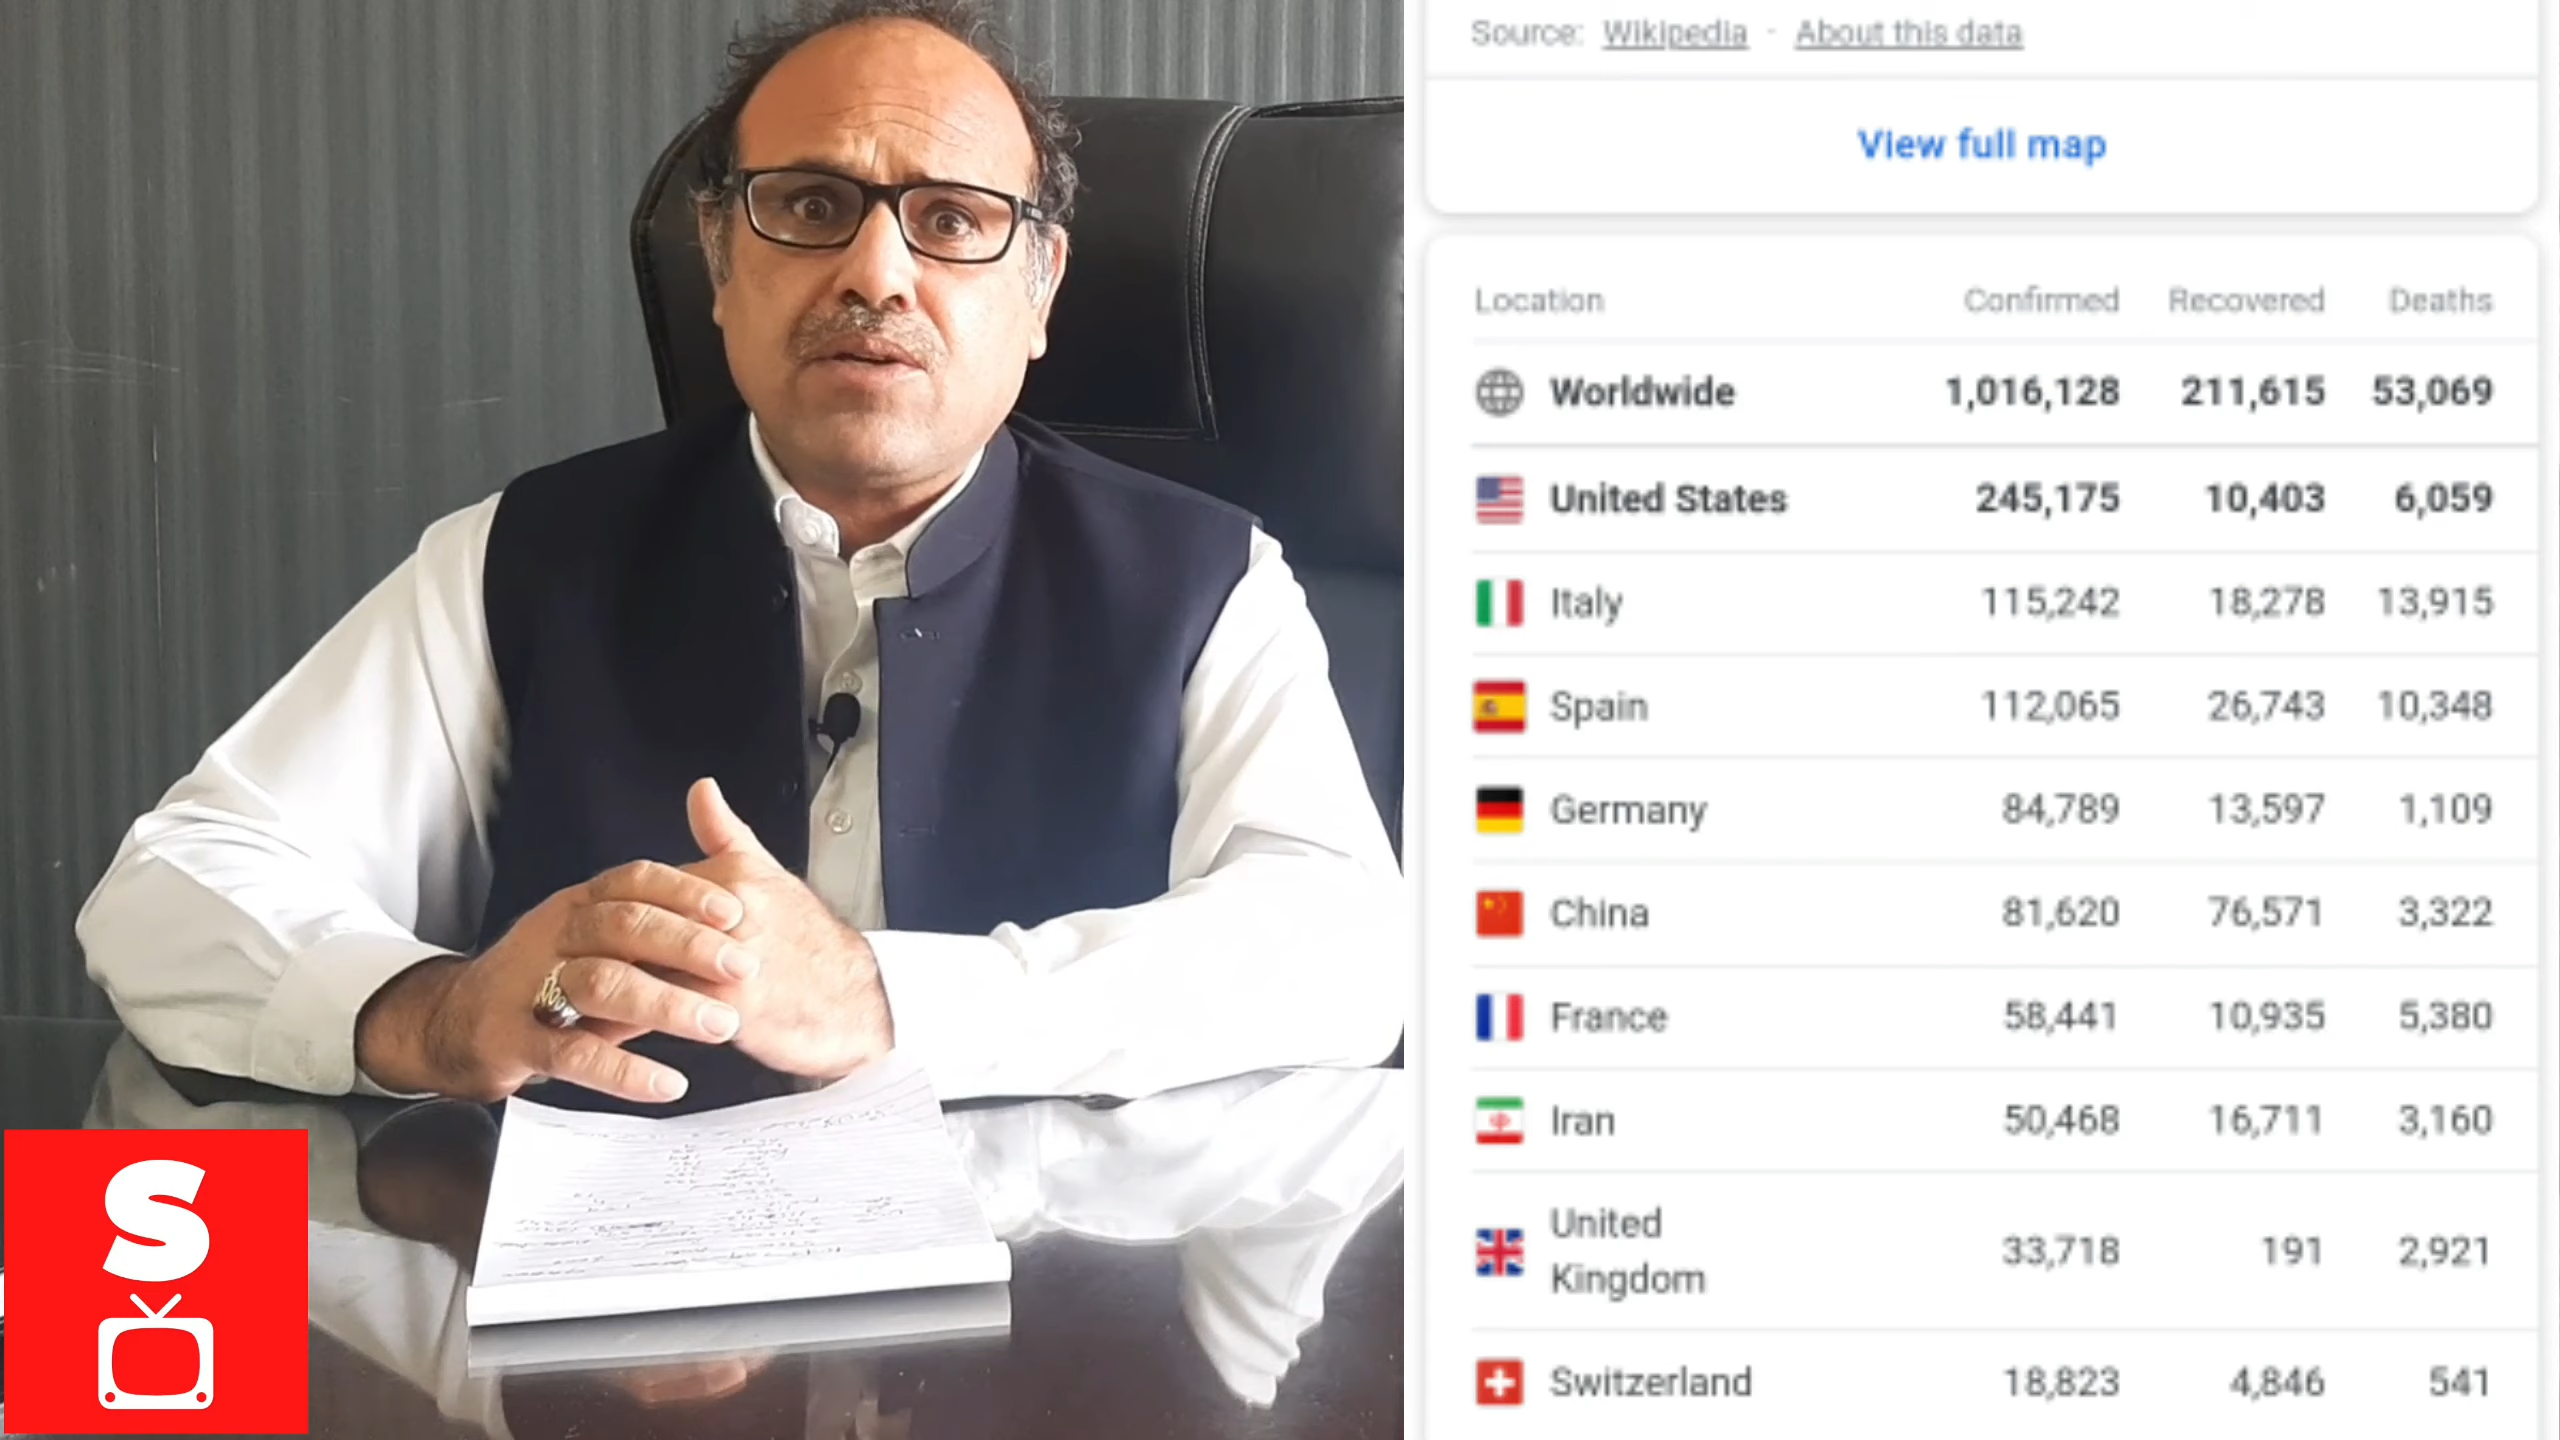 Source: Wikipedia · About this data
View full map
Location Confirmed Recovered Deaths
Worldwide 1,016,128 211,615 53,069
United States 245,175 10,403 6,059
Italy 115,242 18,278 13,915
Spain 112,065 26,743 10,348
Germany 84,789 13,597 1,109
China 81,620 76,571 3,322
France 58,441 10,935 5,380
Iran 50,468 16,711 3,160
United
Kingdom 33,718 191 2,921
Switzerland 18,823 4,846 541
S